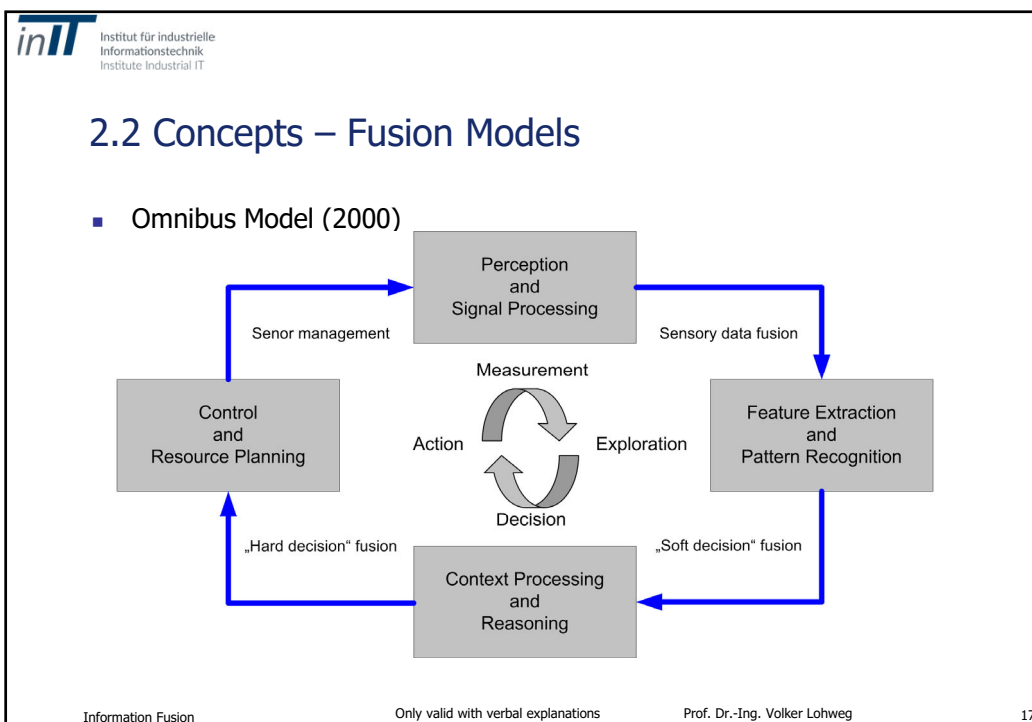 inIT
Institut für industrielle
Informationstechnik
Institute Industrial IT
2.2 Concepts – Fusion Models
Omnibus Model (2000)
Perception
and
Signal Processing
Senor management
Sensory data fusion
Measurement
Control
and
Resource Planning
Action
Exploration
Feature Extraction
and
Pattern Recognition
Decision
„Hard decision“ fusion
„Soft decision“ fusion
Context Processing
and
Reasoning
Information Fusion
Only valid with verbal explanations
Prof. Dr.-Ing. Volker Lohweg
17